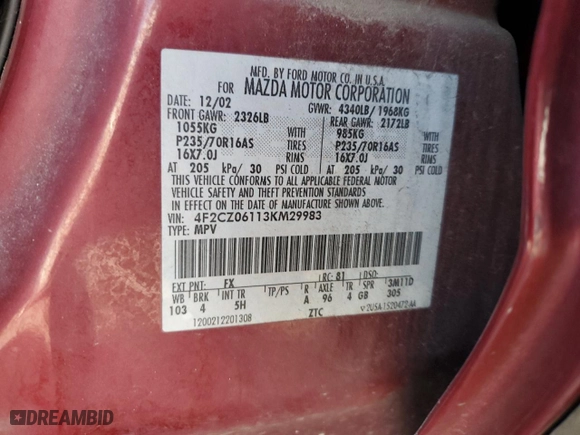 MFD. BY FORD MOTOR CO. IN U.S.A.
FOR MAZDA MOTOR CORPORATION
DATE: 12/02 GVWR: 4340LB/ 1968KG
FRONT GAWR: 2326LB REAR GAWR: 2172LB
1055KG WITH 985KG WITH
P235/70R16AS TIRES P235/70R16AS TIRES
16X7.0J RIMS 16X7.0J RIMS
AT 205 kPa/ 30 PSI COLD AT 205 kPa/ 30 PSI COLD
THIS VEHICLE CONFORMS TO ALL APPLICABLE FEDERAL MOTOR
VEHICLE SAFETY AND THEFT PREVENTION STANDARDS IN EFFECT
ON THE DATE OF MANUFACTURE SHOWN ABOVE.
VIN: 4F2CZ06113KM29983
TYPE: MPV
EXT PNT: FX RC: 81 DSO:
WB BRK INT TR TP/PS R AXLE TR SPR 3M11D
103 4 5H A 96 4 GB 305
1200212201308 ZTC
DREAMBID